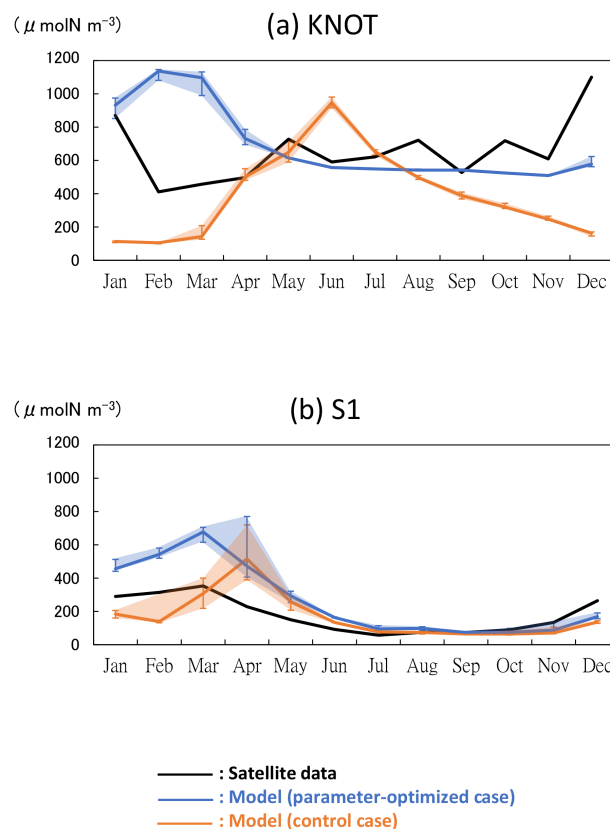 (a) KNOT
(μ molN m⁻³)
1200
1000
800
600
400
200
0
Jan Feb Mar Apr May Jun Jul Aug Sep Oct Nov Dec
(b) S1
(μ molN m⁻³)
1200
1000
800
600
400
200
0
Jan Feb Mar Apr May Jun Jul Aug Sep Oct Nov Dec
: Satellite data
: Model (parameter-optimized case)
: Model (control case)